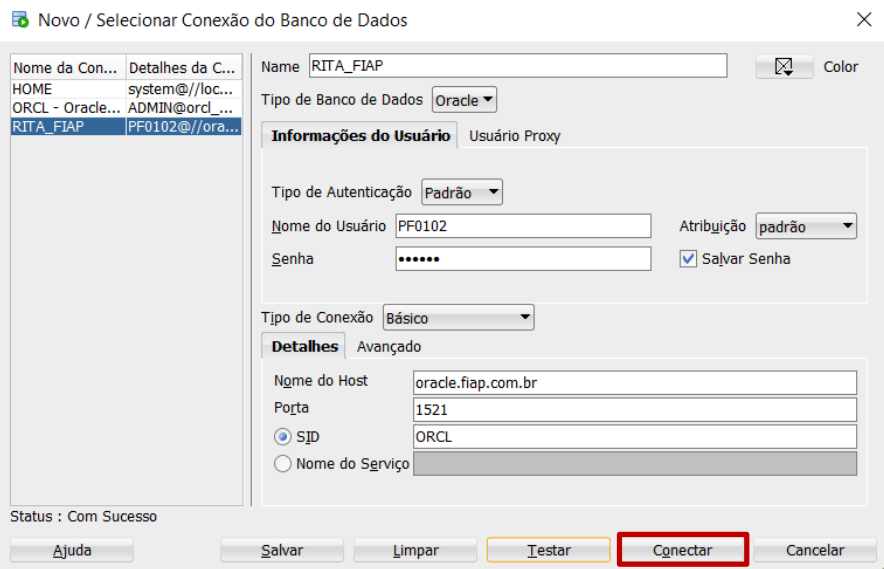 Novo / Selecionar Conexão do Banco de Dados
Nome da Con... Detalhes da C...
HOME system@//loc...
ORCL - Oracle... ADMIN@orcl_...
RITA_FIAP PF0102@//ora...
Name RITA_FIAP Color
Tipo de Banco de Dados Oracle
Informações do Usuário Usuário Proxy
Tipo de Autenticação Padrão
Nome do Usuário PF0102 Atribuição padrão
Senha •••••• Salvar Senha
Tipo de Conexão Básico
Detalhes Avançado
Nome do Host oracle.fiap.com.br
Porta 1521
SID ORCL
Nome do Serviço
Status : Com Sucesso
Ajuda Salvar Limpar Testar Conectar Cancelar